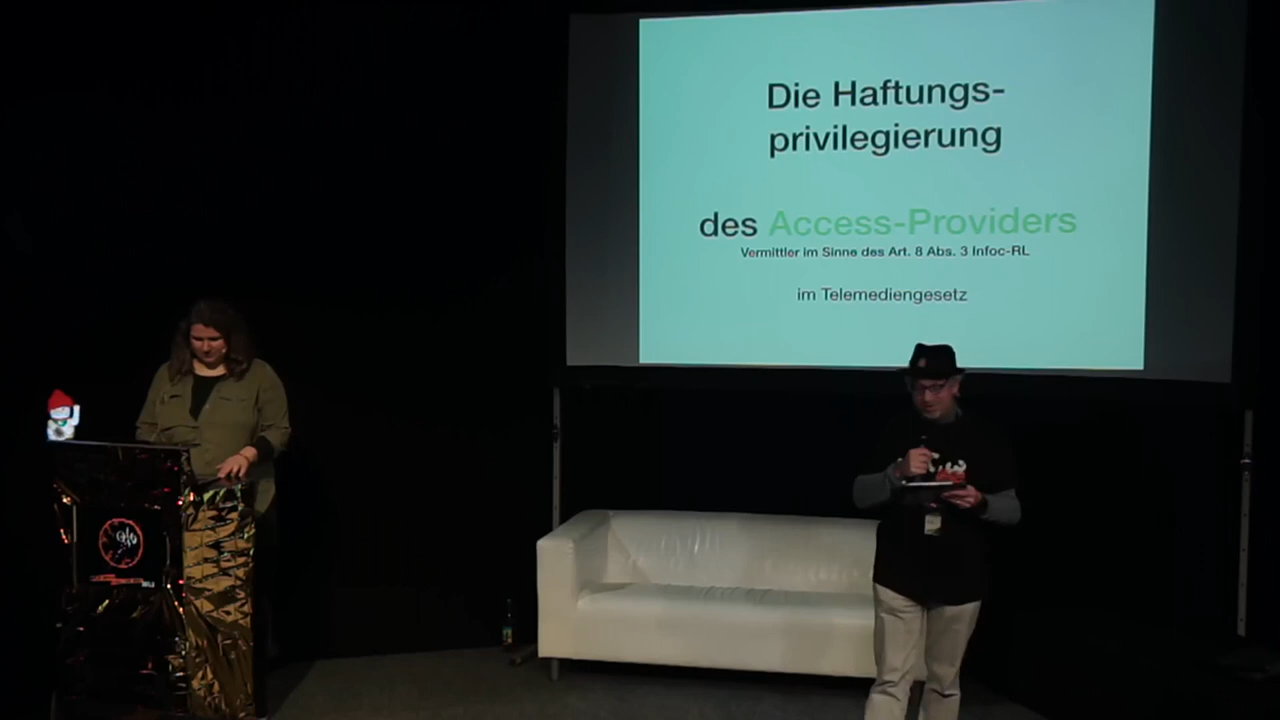 Die Haftungs-
privilegierung
des Access-Providers
Vermittler im Sinne des Art. 8 Abs. 3 Infoc-RL
im Telemediengesetz